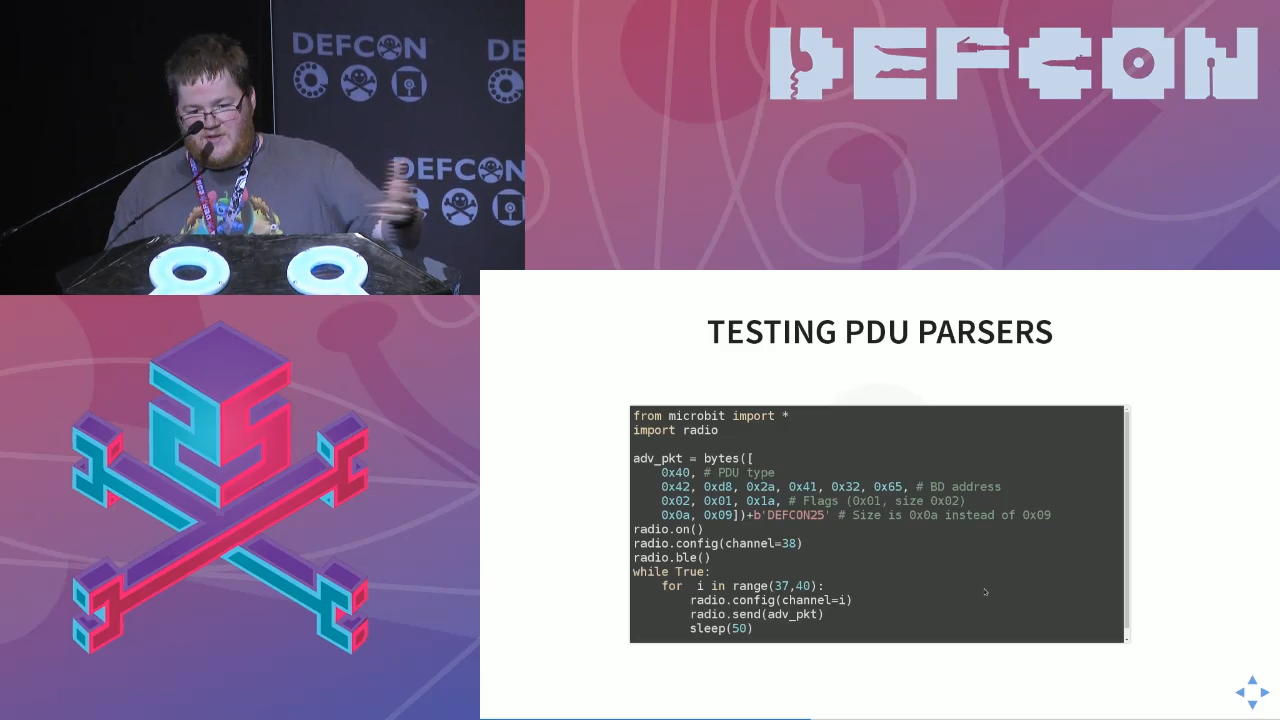 DEFCON
DEFCON
DE
DEFCON
TESTING PDU PARSERS
from microbit import *
import radio
adv_pkt = bytes([
0x40, # PDU type
0x42, 0xd8, 0x2a, 0x41, 0x32, 0x65, # BD address
0x02, 0x01, 0x1a, # Flags (0x01, size 0x02)
0x0a, 0x09])+b'DEFCON25' # Size is 0x0a instead of 0x09
radio.on()
radio.config(channel=38)
radio.ble()
while True:
for i in range(37,40):
radio.config(channel=i)
radio.send(adv_pkt)
sleep(50)